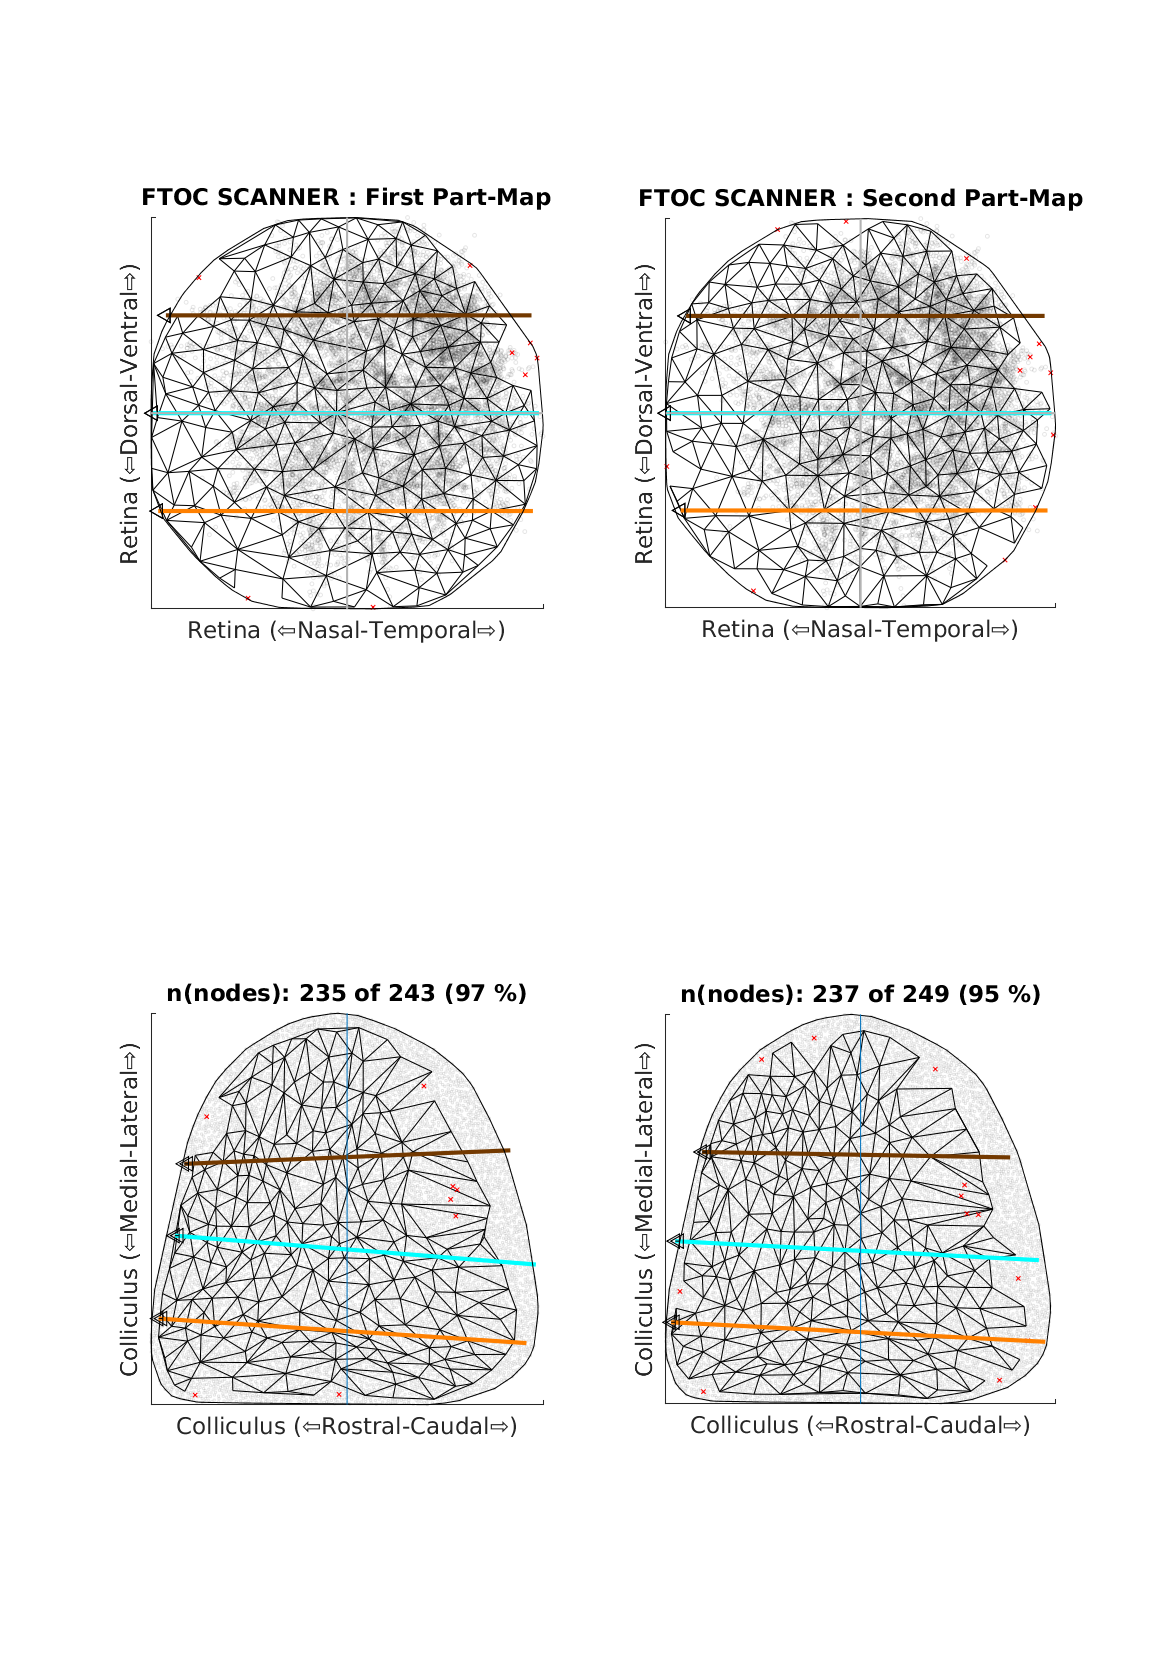 FTOC SCANNER : First Part-Map
Retina (⇦Dorsal-Ventral⇨)
Retina (⇦Nasal-Temporal⇨)
FTOC SCANNER : Second Part-Map
Retina (⇦Dorsal-Ventral⇨)
Retina (⇦Nasal-Temporal⇨)
n(nodes): 235 of 243 (97 %)
Colliculus (⇦Medial-Lateral⇨)
Colliculus (⇦Rostral-Caudal⇨)
n(nodes): 237 of 249 (95 %)
Colliculus (⇦Medial-Lateral⇨)
Colliculus (⇦Rostral-Caudal⇨)